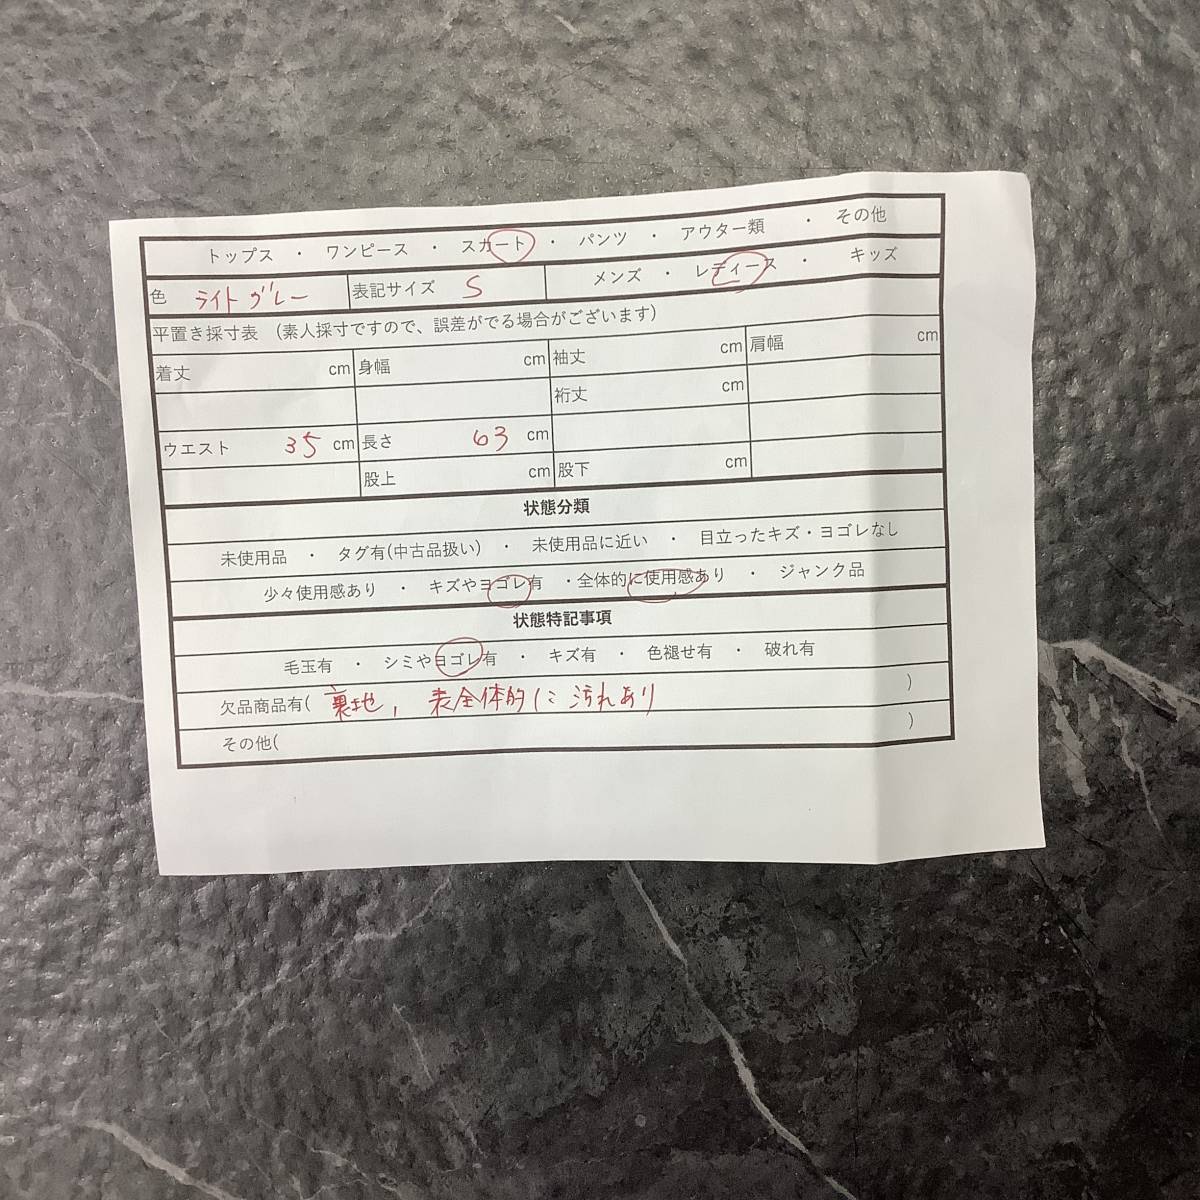 トップス ・ ワンピース ・ スカート ・ パンツ ・ アウター類 ・ その他
色 ライトグレー 表記サイズ S メンズ ・ レディース ・ キッズ
平置き採寸表 (素人採寸ですので、誤差がでる場合がございます)
着丈 cm 身幅 cm 袖丈 cm 肩幅 cm
裄丈 cm
ウエスト 35 cm 長さ 63 cm
股上 cm 股下 cm
状態分類
未使用品 ・ タグ有(中古品扱い) ・ 未使用品に近い ・ 目立ったキズ・ヨゴレなし
少々使用感あり ・ キズやヨゴレ有 ・全体的に使用感あり ・ ジャンク品
状態特記事項
毛玉有 ・ シミやヨゴレ有 ・ キズ有 ・ 色褪せ有 ・ 破れ有
欠品商品有( 裏地, 表全体的に汚れあり )
その他( )